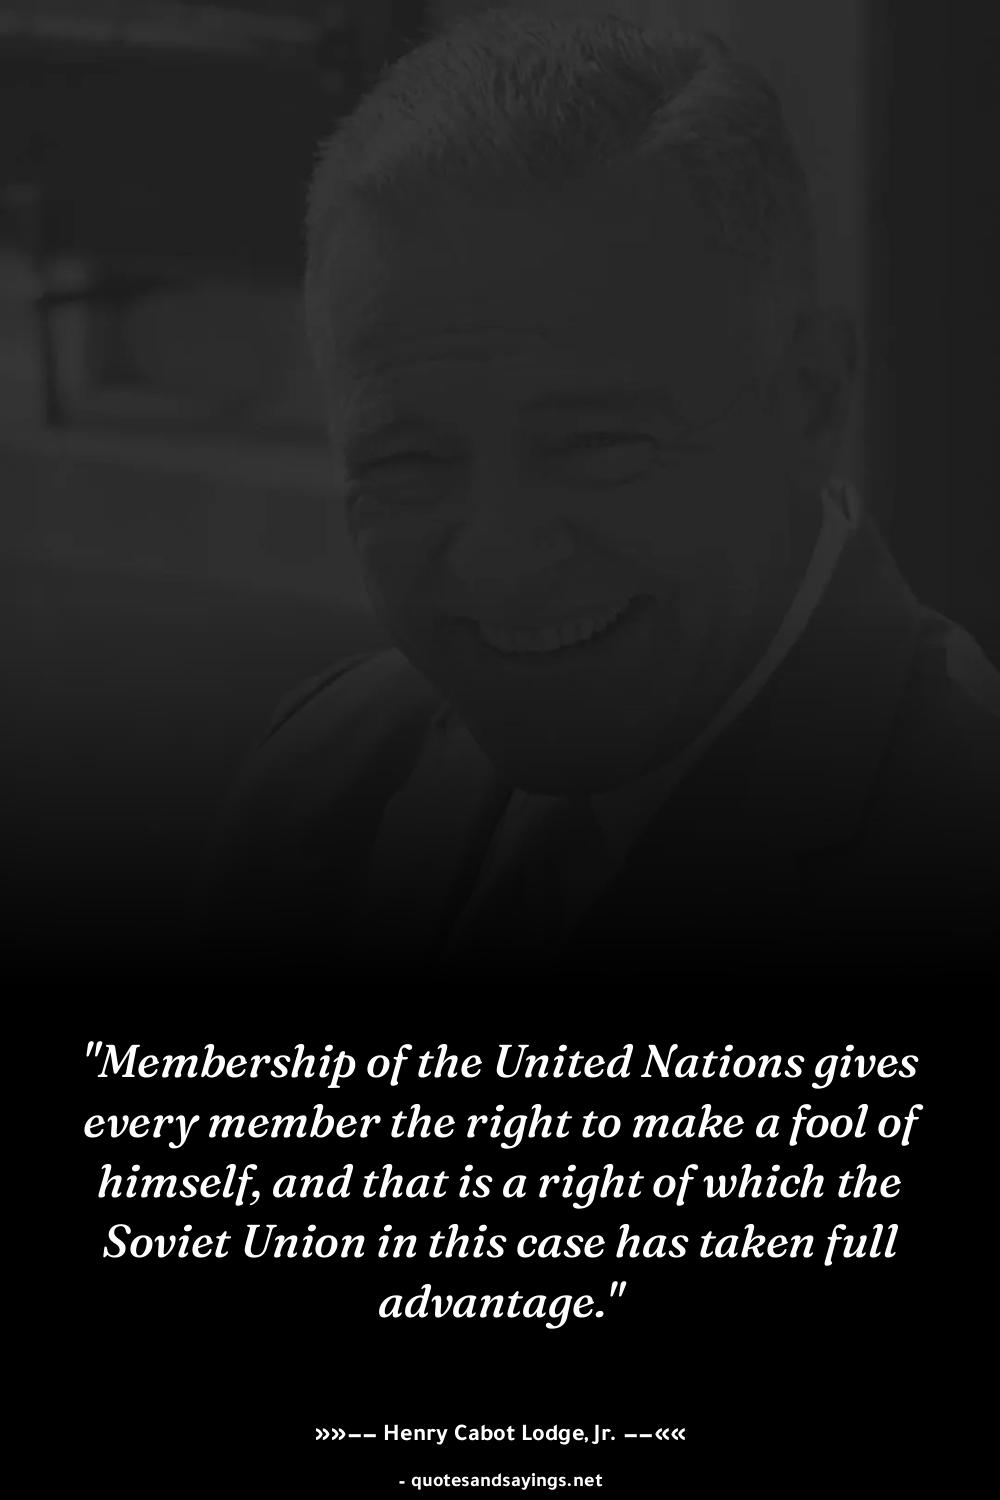 "Membership of the United Nations gives
every member the right to make a fool of
himself, and that is a right of which the
Soviet Union in this case has taken full
advantage."
»»–– Henry Cabot Lodge, Jr. ––««
- quotesandsayings.net